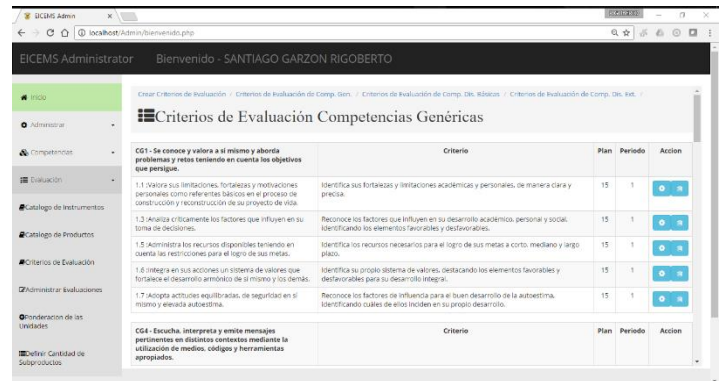 EICEMS Admin
localhost/Admin/bienvenido.php
EICEMS Administrator
Bienvenido - SANTIAGO GARZON RIGOBERTO
Inicio
Administrar
Competencias
Evaluación
Catalogo de Instrumentos
Catalogo de Productos
Criterios de Evaluación
Administrar Evaluaciones
Ponderacion de las
Unidades
Definir Cantidad de
Subproductos
Crear Criterios de Evaluación / Criterios de Evaluación de Comp. Gen. / Criterios de Evaluación de Comp. Dis. Básicas / Criterios de Evaluación de Comp. Dis. Ext. /
Criterios de Evaluación Competencias Genéricas
CG1 - Se conoce y valora a si mismo y aborda
problemas y retos teniendo en cuenta los objetivos
que persigue.
Criterio Plan Periodo Accion
1.1 :Valora sus limitaciones, fortalezas y motivaciones
personales como referentes básicos en el proceso de
construcción y reconstrucción de su proyecto de vida.
Identifica sus fortalezas y limitaciones académicas y personales, de manera clara y
precisa.
15 1
1.3 :Analiza críticamente los factores que influyen en su
toma de decisiones.
Reconoce los factores que influyen en su desarrollo académico, personal y social,
identificando los elementos favorables y desfavorables.
15 1
1.5 :Administra los recursos disponibles teniendo en
cuenta las restricciones para el logro de sus metas.
Identifica los recursos necesarios para el logro de sus metas a corto, mediano y largo
plazo.
15 1
1.6 :Integra en sus acciones un sistema de valores que
fortalece el desarrollo armónico de si mismo y los demás.
Identifica su propio sistema de valores, destacando los elementos favorables y
desfavorables para su desarrollo integral.
15 1
1.7 :Adopta actitudes equilibradas, de seguridad en si
mismo y elevada autoestima.
Reconoce los factores de influencia para el buen desarrollo de la autoestima,
identificando cuáles de ellos inciden en su propio desarrollo.
15 1
CG4 - Escucha, interpreta y emite mensajes
pertinentes en distintos contextos mediante la
utilización de medios, códigos y herramientas
apropiados.
Criterio Plan Periodo Accion